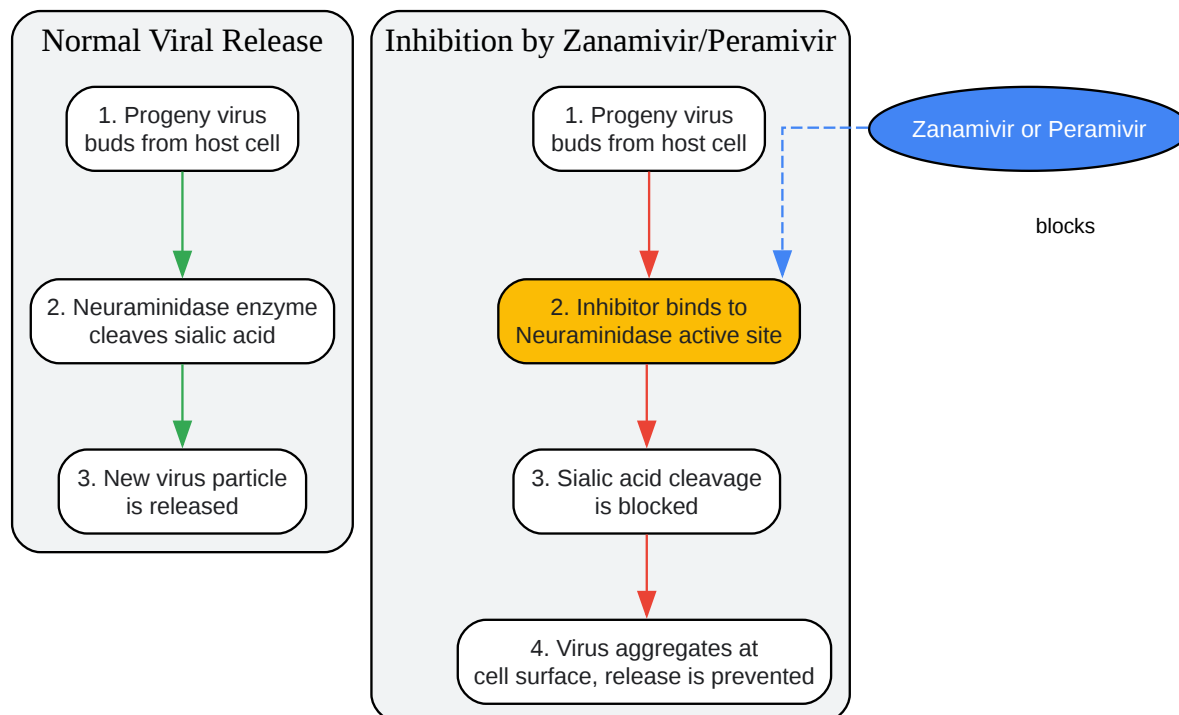 Normal Viral Release
1. Progeny virus
buds from host cell
2. Neuraminidase enzyme
cleaves sialic acid
3. New virus particle
is released
Inhibition by Zanamivir/Peramivir
1. Progeny virus
buds from host cell
2. Inhibitor binds to
Neuraminidase active site
3. Sialic acid cleavage
is blocked
4. Virus aggregates at
cell surface, release is prevented
Zanamivir or Peramivir
blocks